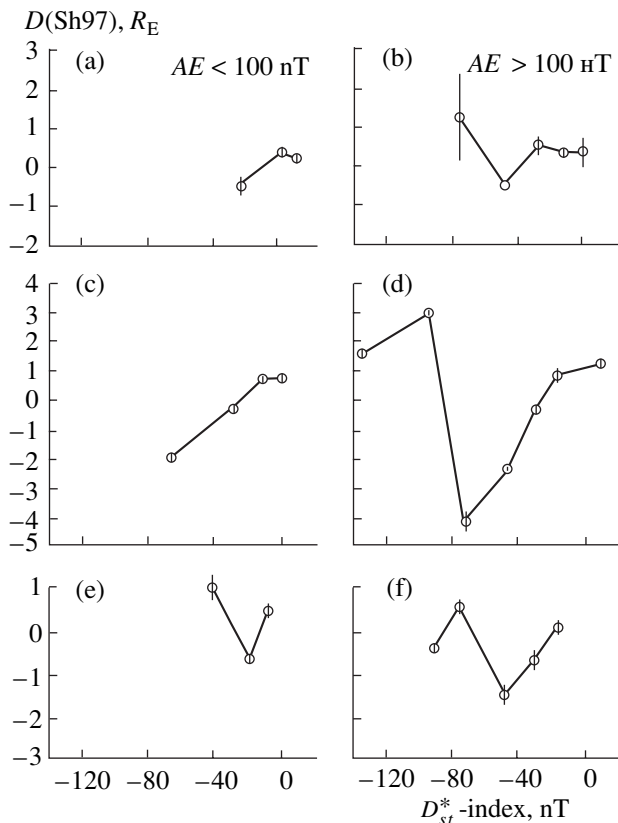 D(Sh97), R_E
3
2
1
0
−1
−2
(a)
AE < 100 nT
(b)
AE > 100 нТ
4
3
2
1
0
−1
−2
−3
−4
−5
(c)
(d)
1
0
−1
−2
−3
(e)
(f)
−120 −80 −40 0
−120 −80 −40 0
D*_st -index, nT